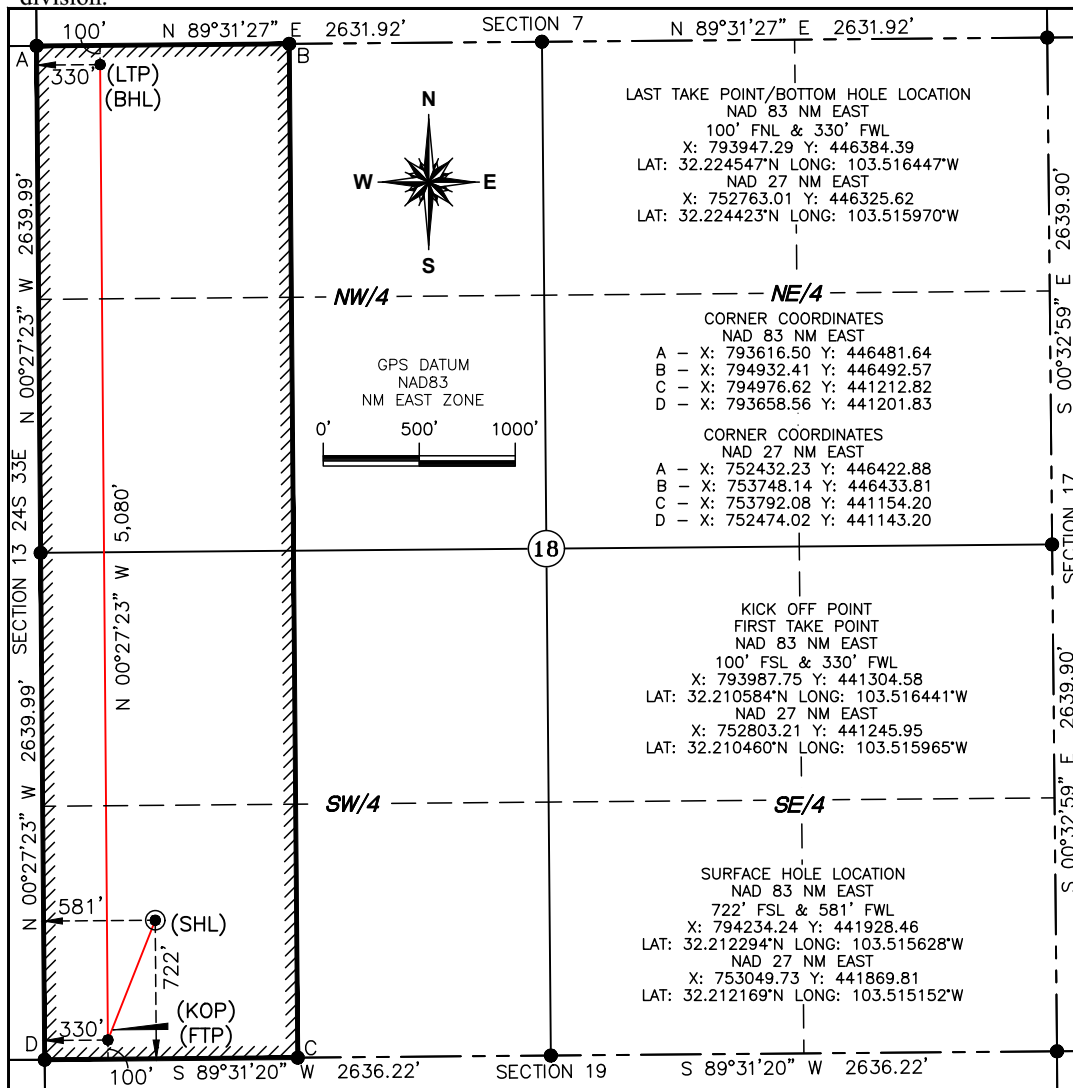 division.
100'
N 89°31'27" E 2631.92'
SECTION 7
N 89°31'27" E 2631.92'
A
B
330'
(LTP)
(BHL)
N
W
E
S
LAST TAKE POINT/BOTTOM HOLE LOCATION
NAD 83 NM EAST
100' FNL & 330' FWL
X: 793947.29 Y: 446384.39
LAT: 32.224547°N LONG: 103.516447°W
NAD 27 NM EAST
X: 752763.01 Y: 446325.62
LAT: 32.224423°N LONG: 103.515970°W
N 00°27'23" W 2639.99'
S 00°32'59" E 2639.90'
NW/4
NE/4
GPS DATUM
NAD83
NM EAST ZONE
0' 500' 1000'
CORNER COORDINATES
NAD 83 NM EAST
A - X: 793616.50 Y: 446481.64
B - X: 794932.41 Y: 446492.57
C - X: 794976.62 Y: 441212.82
D - X: 793658.56 Y: 441201.83
CORNER COORDINATES
NAD 27 NM EAST
A - X: 752432.23 Y: 446422.88
B - X: 753748.14 Y: 446433.81
C - X: 753792.08 Y: 441154.20
D - X: 752474.02 Y: 441143.20
SECTION 13 24S 33E
N 00°27'23" W 5,080'
18
SECTION 17
KICK OFF POINT
FIRST TAKE POINT
NAD 83 NM EAST
100' FSL & 330' FWL
X: 793987.75 Y: 441304.58
LAT: 32.210584°N LONG: 103.516441°W
NAD 27 NM EAST
X: 752803.21 Y: 441245.95
LAT: 32.210460°N LONG: 103.515965°W
N 00°27'23" W 2639.99'
S 00°32'59" E 2639.90'
SW/4
SE/4
581'
(SHL)
722'
SURFACE HOLE LOCATION
NAD 83 NM EAST
722' FSL & 581' FWL
X: 794234.24 Y: 441928.46
LAT: 32.212294°N LONG: 103.515628°W
NAD 27 NM EAST
X: 753049.73 Y: 441869.81
LAT: 32.212169°N LONG: 103.515152°W
(KOP)
(FTP)
330'
D
C
100'
S 89°31'20" W 2636.22'
SECTION 19
S 89°31'20" W 2636.22'